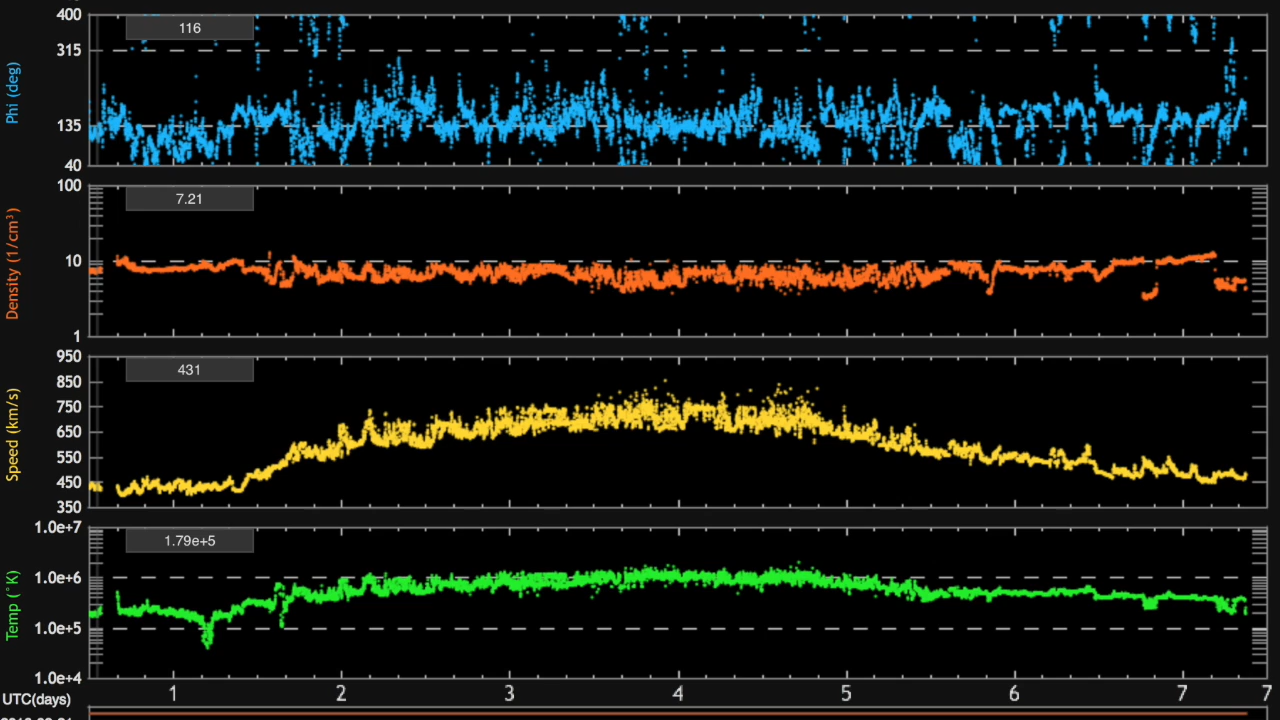 400
116
315
Phi (deg)
135
40
100
7.21
10
Density (1/cm³)
1
950
431
850
750
650
Speed (km/s)
550
450
350
1.0e+7
1.79e+5
1.0e+6
Temp (°K)
1.0e+5
1.0e+4
UTC(days) 1 2 3 4 5 6 7 7